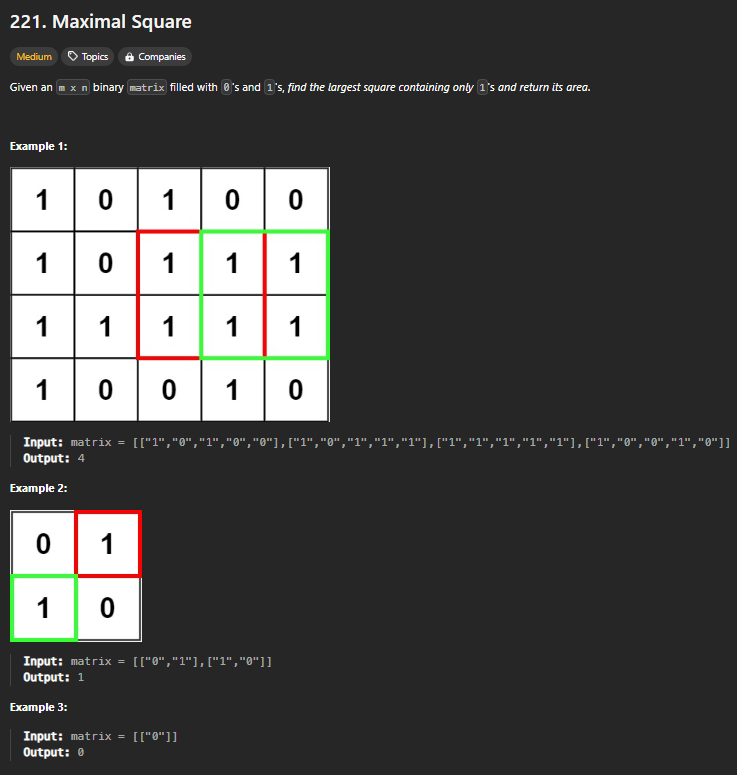 221. Maximal Square
Medium Topics Companies
Given an m x n binary matrix filled with 0's and 1's, find the largest square containing only 1's and return its area.
Example 1:
1 0 1 0 0
1 0 1 1 1
1 1 1 1 1
1 0 0 1 0
Input: matrix = [["1","0","1","0","0"],["1","0","1","1","1"],["1","1","1","1","1"],["1","0","0","1","0"]]
Output: 4
Example 2:
0 1
1 0
Input: matrix = [["0","1"],["1","0"]]
Output: 1
Example 3:
Input: matrix = [["0"]]
Output: 0